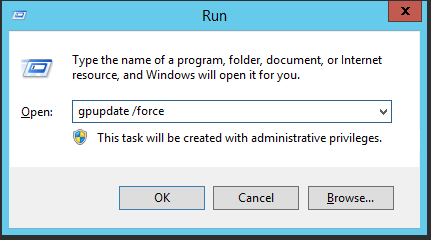 Run
Type the name of a program, folder, document, or Internet
resource, and Windows will open it for you.
Open: gpupdate /force
This task will be created with administrative privileges.
OK Cancel Browse...